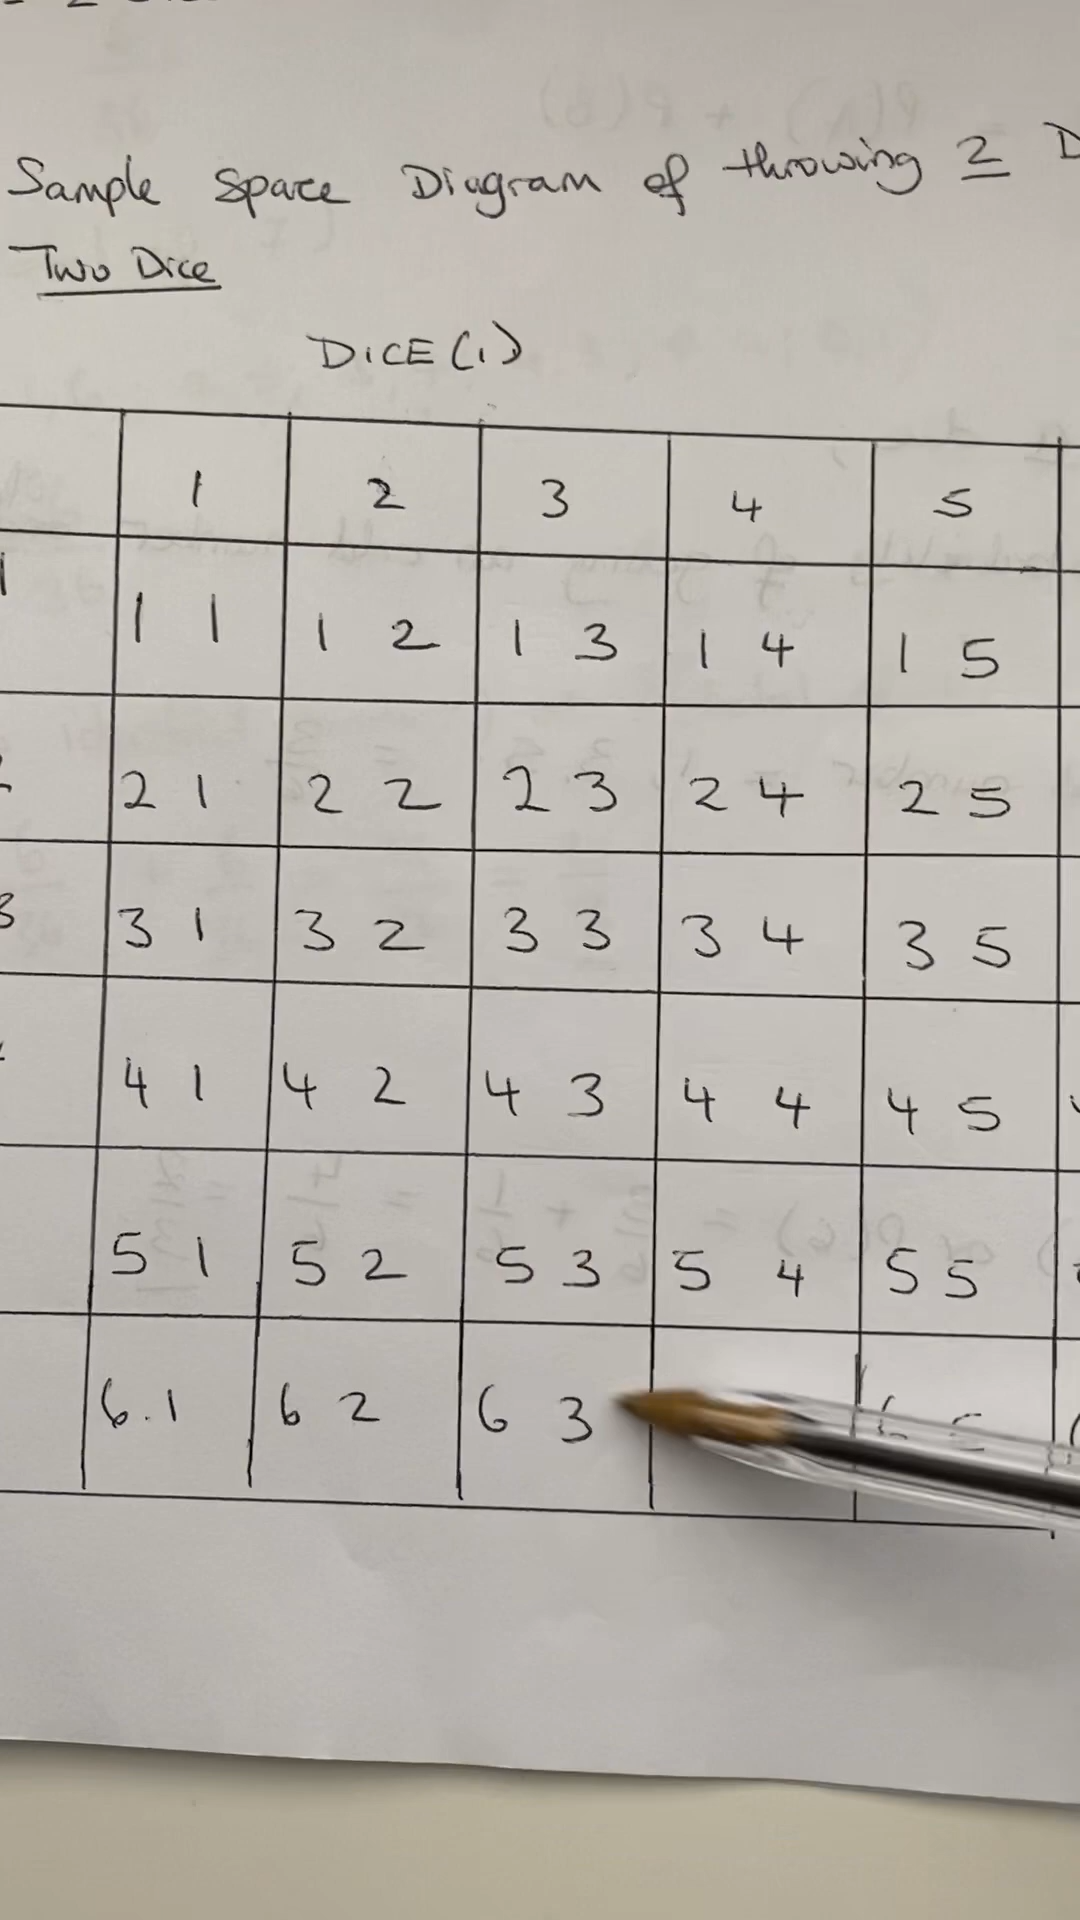 Sample Space Diagram of throwing 2 D
Two Dice
DICE (1)
1 2 3 4 5
1 1 1 1 2 1 3 1 4 1 5
2 1 2 2 2 3 2 4 2 5
3 3 1 3 2 3 3 3 4 3 5
4 1 4 2 4 3 4 4 4 5
5 1 5 2 5 3 5 4 5 5
6.1 6 2 6 3